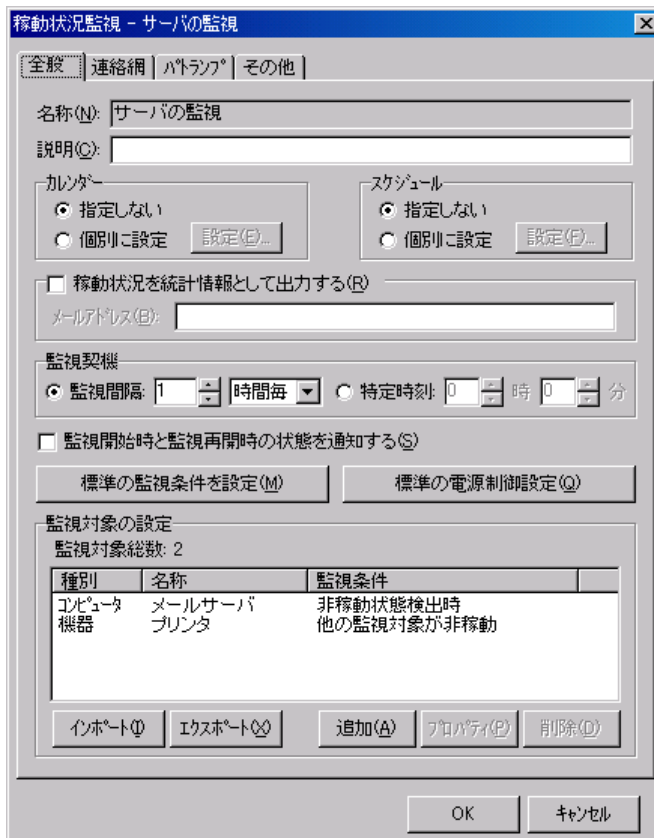 稼動状況監視 - サーバの監視
全般 連絡網 ﾊﾟﾄﾗﾝﾌﾟ その他
名称(N): サーバの監視
説明(C):
ｶﾚﾝﾀﾞｰ
指定しない
個別に設定 設定(E)...
ｽｹｼﾞｭｰﾙ
指定しない
個別に設定 設定(F)...
稼動状況を統計情報として出力する(R)
ﾒｰﾙｱﾄﾞﾚｽ(B):
監視契機
監視間隔: 1 時間毎 特定時刻: 0 時 0 分
監視開始時と監視再開時の状態を通知する(S)
標準の監視条件を設定(M) 標準の電源制御設定(Q)
監視対象の設定
監視対象総数: 2
種別 名称 監視条件
ｺﾝﾋﾟｭｰﾀ メールサーバ 非稼動状態検出時
機器 プリンタ 他の監視対象が非稼動
ｲﾝﾎﾟｰﾄ(I) ｴｸｽﾎﾟｰﾄ(X) 追加(A) ﾌﾟﾛﾊﾟﾃｨ(P) 削除(D)
OK ｷｬﾝｾﾙ